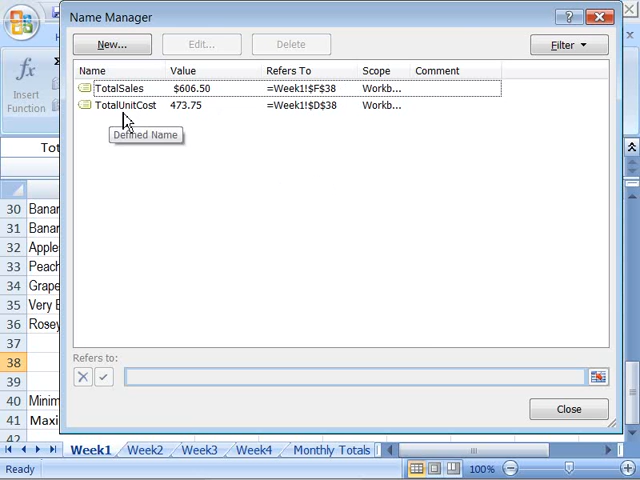 Name Manager
New...
Edit...
Delete
Filter
Name Value Refers To Scope Comment
TotalSales $606.50 =Week1!$F$38 Workb...
TotalUnitCost 473.75 =Week1!$D$38 Workb...
Defined Name
Refers to:
Close
fx
Insert
Function
Tot
30 Banar
31 Banar
32 Apples
33 Peach
34 Grape
35 Very B
36 Rosey
37
38
39
40 Minim
41 Maxi
42
Week1 Week2 Week3 Week4 Monthly Totals
Ready
100%